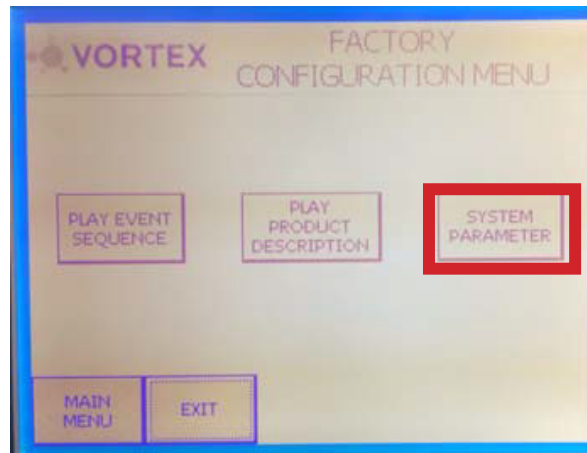 VORTEX
FACTORY
CONFIGURATION MENU
PLAY EVENT
SEQUENCE
PLAY
PRODUCT
DESCRIPTION
SYSTEM
PARAMETER
MAIN
MENU
EXIT